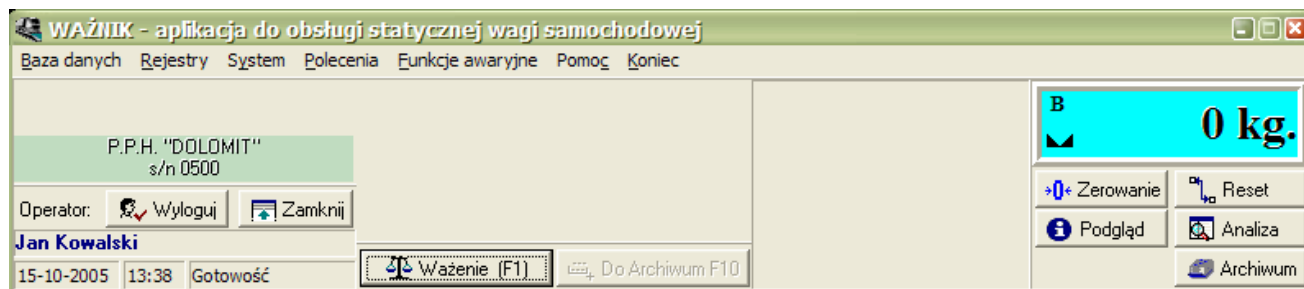 WAŻNIK - aplikacja do obsługi statycznej wagi samochodowej
Baza danych Rejestry System Polecenia Funkcje awaryjne Pomoc Koniec
P.P.H. "DOLOMIT"
s/n 0500
Operator: Wyloguj Zamknij
Jan Kowalski
15-10-2005 13:38 Gotowość
Ważenie (F1) Do Archiwum F10
B
0 kg.
→0← Zerowanie Reset
Podgląd Analiza
Archiwum